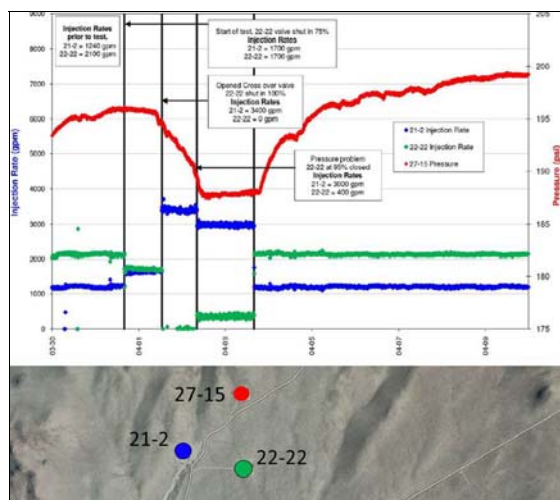 9000
8000
7000
6000
5000
4000
3000
2000
1000
0
Injection Rate (gpm)
Injection Rates
prior to test.
21-2 = 1240 gpm
22-22 = 2100 gpm
Start of test. 22-22 valve shut in 75%
Injection Rates
21-2 = 1700 gpm
22-22 = 1700 gpm
Opened Cross over valve
22-22 shut in 100%
Injection Rates
21-2 = 3400 gpm
22-22 = 0 gpm
Pressure problem
22-22 at 95% closed
Injection Rates
21-2 = 3000 gpm
22-22 = 400 gpm
21-2 Injection Rate
22-22 Injection Rate
27-15 Pressure
205
200
195
190
185
180
175
Pressure (psi)
03-30
04-01
04-03
04-05
04-07
04-09
27-15
21-2
22-22